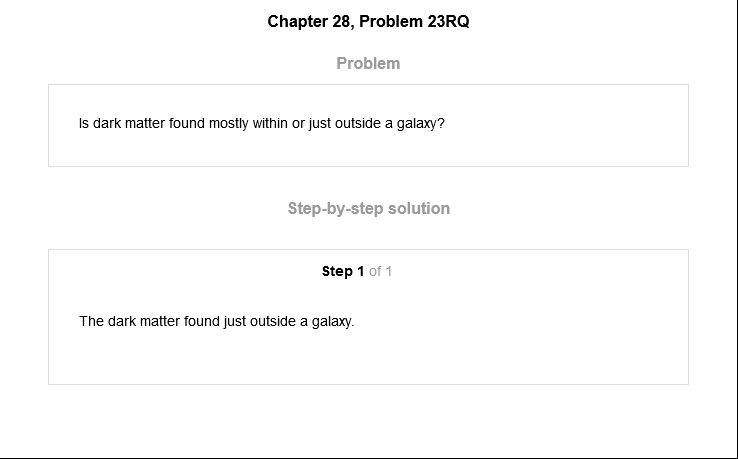 Chapter 28, Problem 23RQ
Problem
Is dark matter found mostly within or just outside a galaxy?
Step-by-step solution
Step 1 of 1
The dark matter found just outside a galaxy.